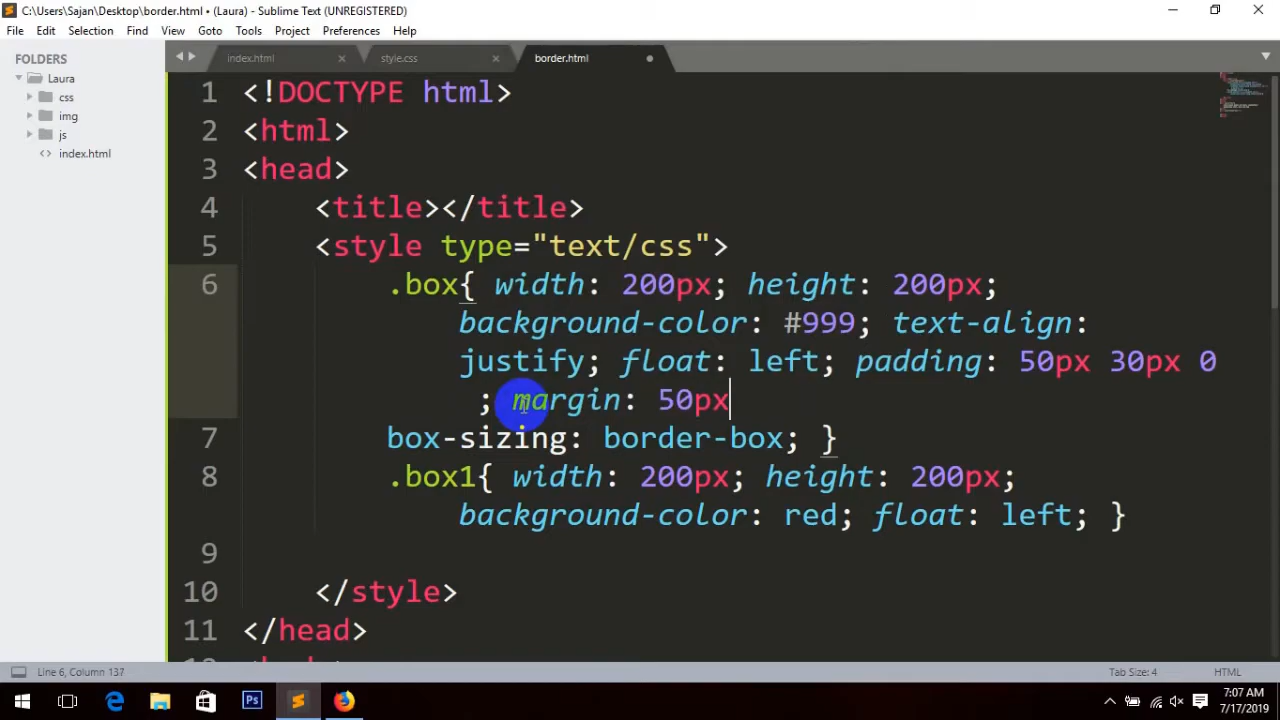 C:\Users\Sajan\Desktop\border.html • (Laura) - Sublime Text (UNREGISTERED)
File Edit Selection Find View Goto Tools Project Preferences Help
FOLDERS
Laura
css
img
js
index.html
index.html style.css border.html
1 <!DOCTYPE html>
2 <html>
3 <head>
4 <title></title>
5 <style type="text/css">
6 .box{ width: 200px; height: 200px;
background-color: #999; text-align:
justify; float: left; padding: 50px 30px 0
; margin: 50px
7 box-sizing: border-box; }
8 .box1{ width: 200px; height: 200px;
background-color: red; float: left; }
9
10 </style>
11 </head>
Line 6, Column 137 Tab Size: 4 HTML
Ps
7:07 AM
7/17/2019